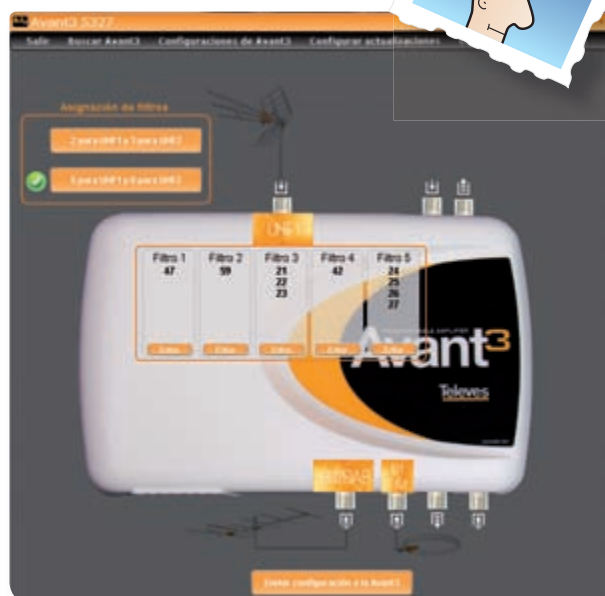 Avant3 5327
Salir Buscar Avant3 Configuraciones de Avant3 Configurar actualizaciones
Asignación de filtros
2 para UHF1 y 3 para UHF2
5 para UHF1 y 0 para UHF2
UHF1
Filtro 1 Filtro 2 Filtro 3 Filtro 4 Filtro 5
47 59 21 42 24
22 25
23 26
27
Avant3
Televes
Enviar configuración a la Avant3